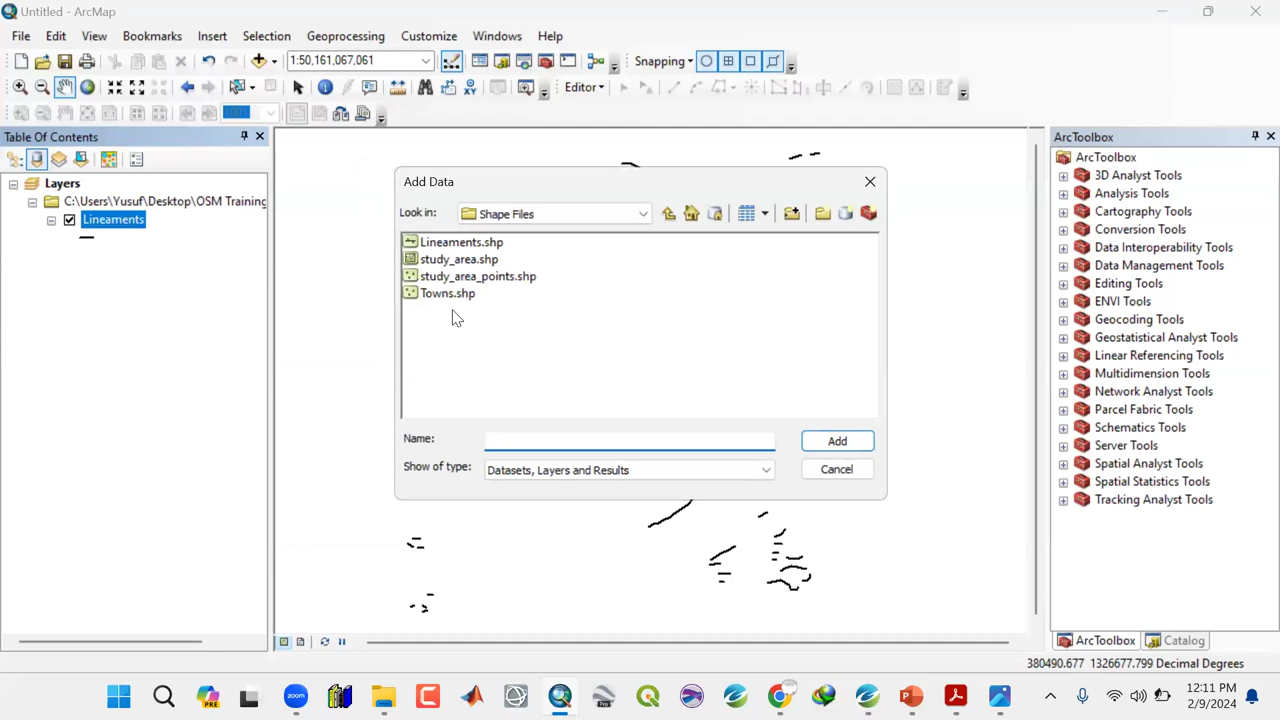 Untitled - ArcMap
File Edit View Bookmarks Insert Selection Geoprocessing Customize Windows Help
1:50,161,067,061
Snapping
Editor
100%
Table Of Contents
Layers
C:\Users\Yusuf\Desktop\OSM Training
Lineaments
Add Data
Look in: Shape Files
Lineaments.shp
study_area.shp
study_area_points.shp
Towns.shp
Name:
Add
Show of type: Datasets, Layers and Results
Cancel
ArcToolbox
ArcToolbox
3D Analyst Tools
Analysis Tools
Cartography Tools
Conversion Tools
Data Interoperability Tools
Data Management Tools
Editing Tools
ENVI Tools
Geocoding Tools
Geostatistical Analyst Tools
Linear Referencing Tools
Multidimension Tools
Network Analyst Tools
Parcel Fabric Tools
Schematics Tools
Server Tools
Spatial Analyst Tools
Spatial Statistics Tools
Tracking Analyst Tools
ArcToolbox Catalog
380490.677 1326677.799 Decimal Degrees
PRE
zoom
Pro
12:11 PM
2/9/2024